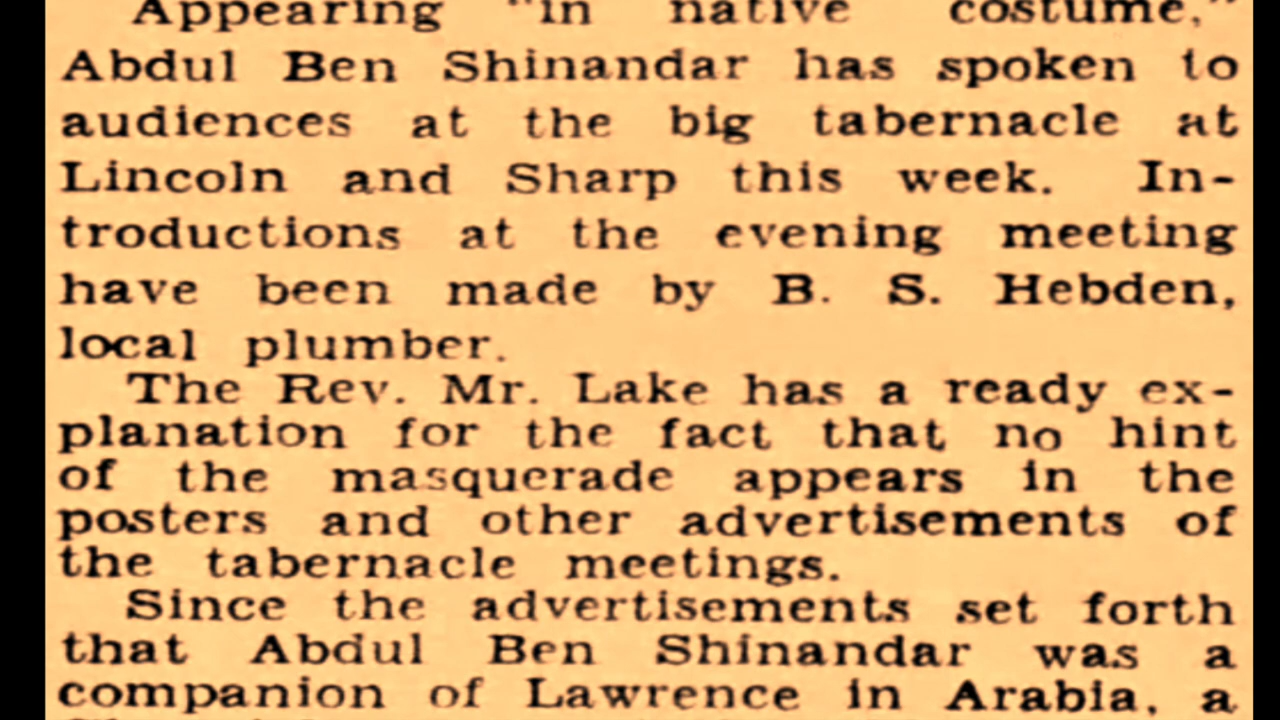 Appearing "in native costume,"
Abdul Ben Shinandar has spoken to
audiences at the big tabernacle at
Lincoln and Sharp this week. In-
troductions at the evening meeting
have been made by B. S. Hebden,
local plumber.
The Rev. Mr. Lake has a ready ex-
planation for the fact that no hint
of the masquerade appears in the
posters and other advertisements of
the tabernacle meetings.
Since the advertisements set forth
that Abdul Ben Shinandar was a
companion of Lawrence in Arabia, a